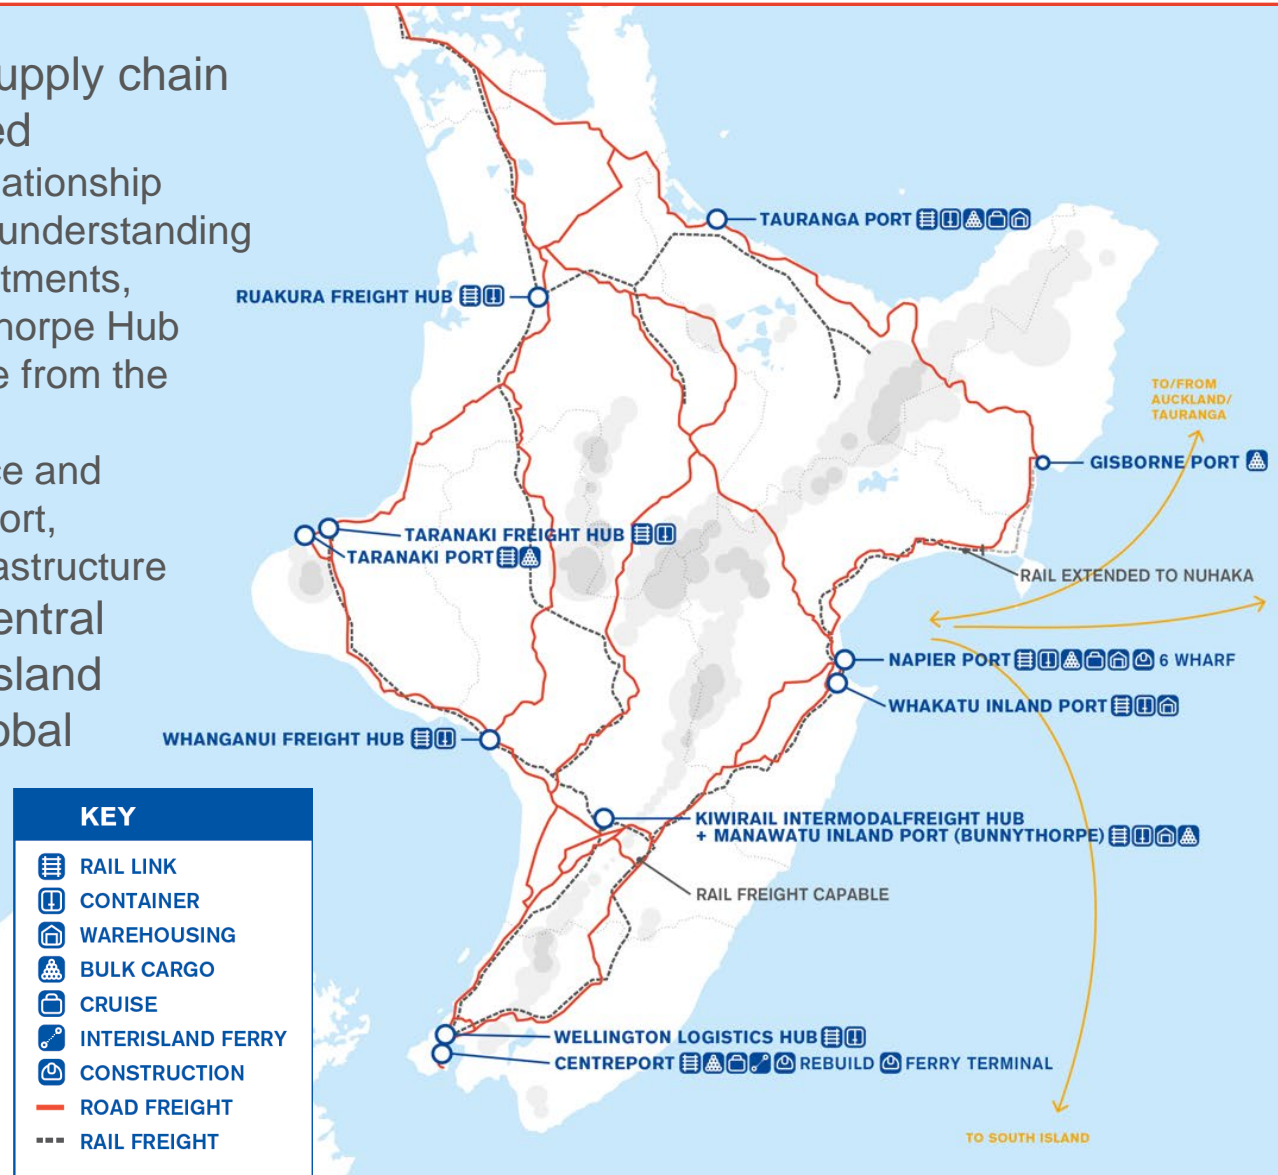 upply chain
ed
ationship
understanding
tments,
horpe Hub
e from the
ce and
ort,
astructure
entral
sland
obal
TAURANGA PORT
RUAKURA FREIGHT HUB
TO/FROM
AUCKLAND/
TAURANGA
GISBORNE PORT
TARANAKI FREIGHT HUB
TARANAKI PORT
RAIL EXTENDED TO NUHAKA
NAPIER PORT 6 WHARF
WHAKATU INLAND PORT
WHANGANUI FREIGHT HUB
KIWIRAIL INTERMODALFREIGHT HUB
+ MANAWATU INLAND PORT (BUNNYTHORPE)
RAIL FREIGHT CAPABLE
WELLINGTON LOGISTICS HUB
CENTREPORT REBUILD FERRY TERMINAL
TO SOUTH ISLAND
KEY
RAIL LINK
CONTAINER
WAREHOUSING
BULK CARGO
CRUISE
INTERISLAND FERRY
CONSTRUCTION
ROAD FREIGHT
RAIL FREIGHT